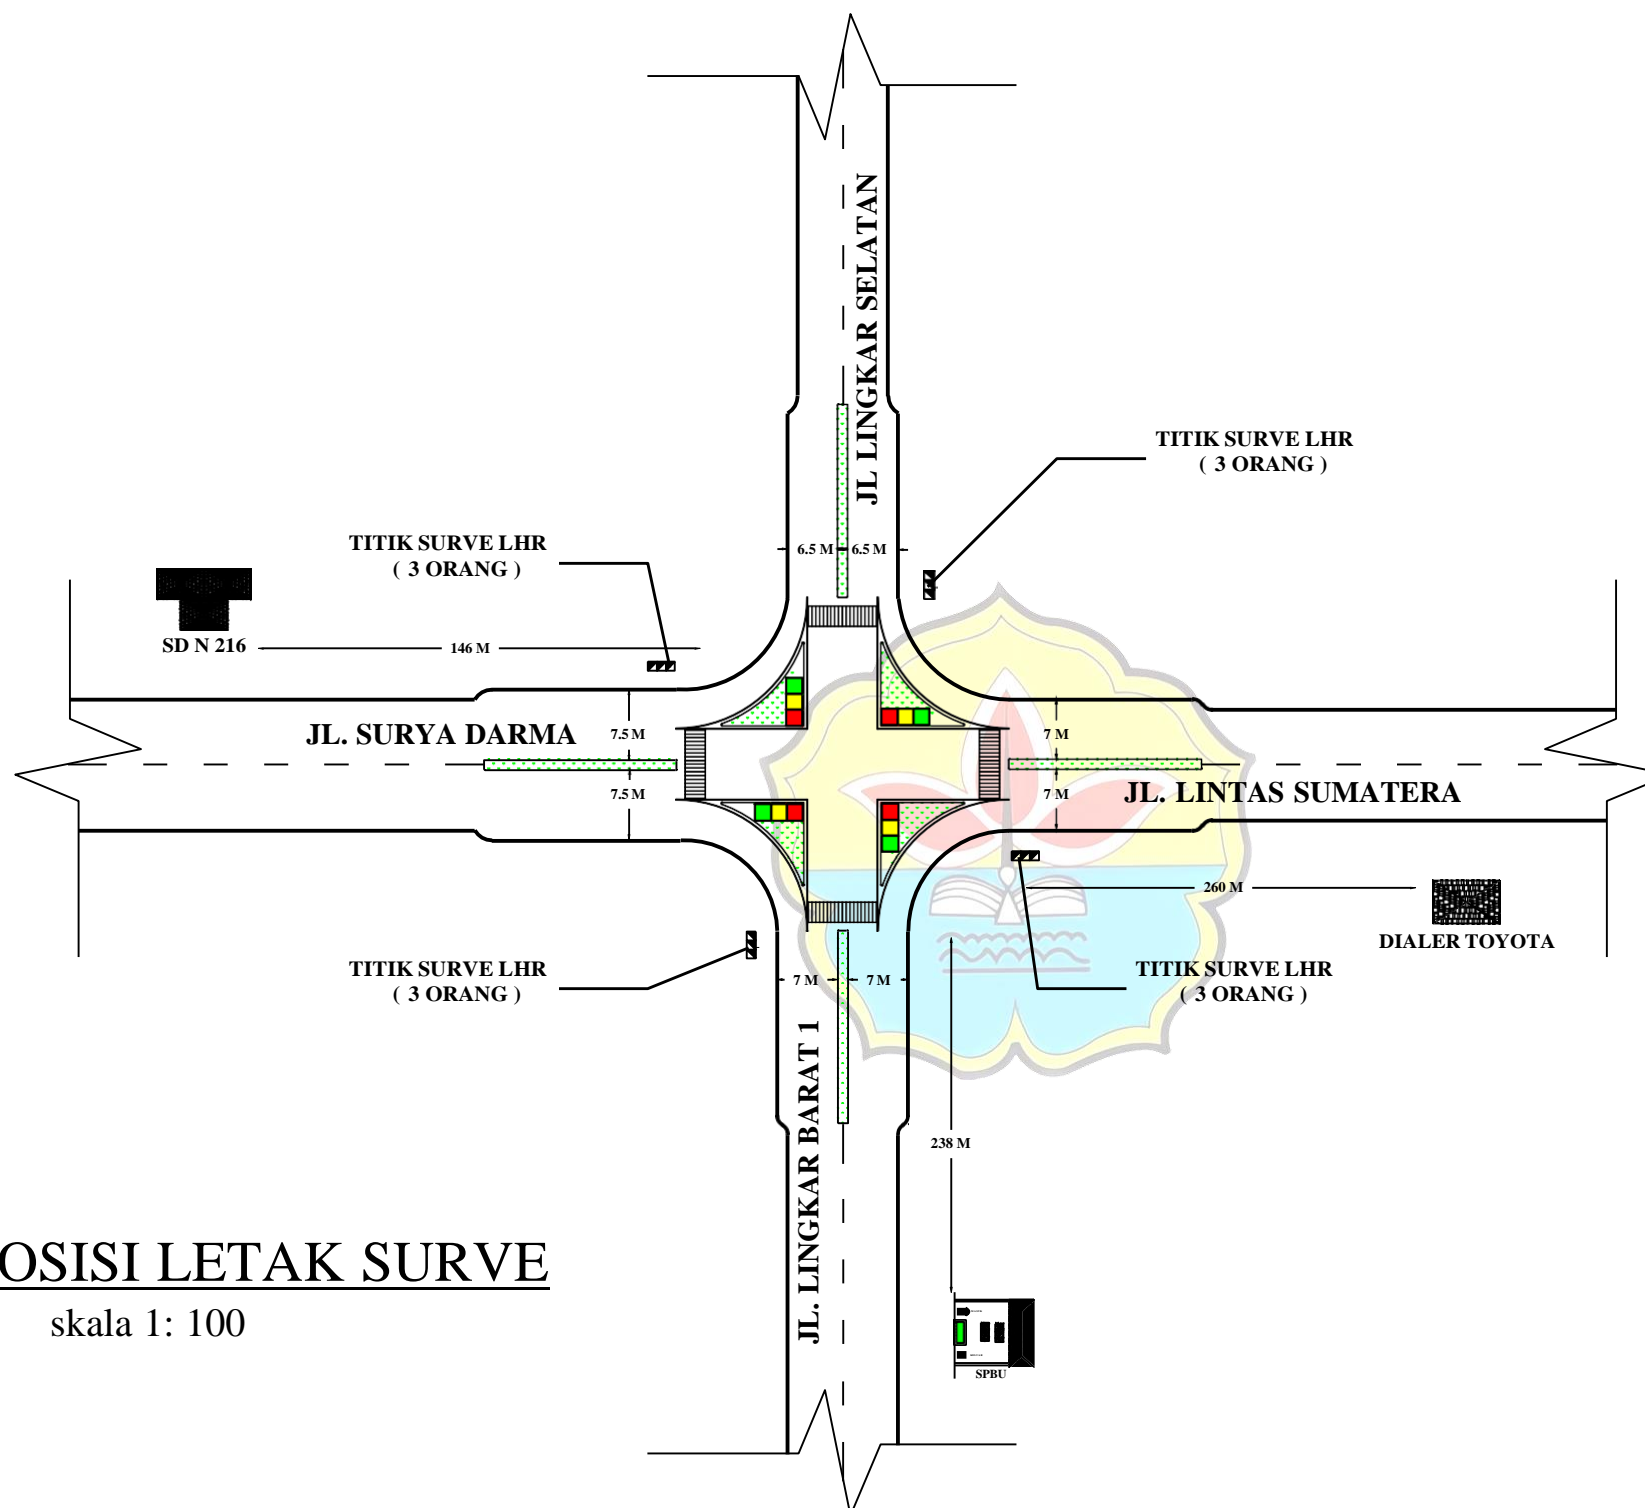 JL LINGKAR SELATAN
TITIK SURVE LHR
( 3 ORANG )
TITIK SURVE LHR
( 3 ORANG )
6.5 M
6.5 M
SD N 216
146 M
JL. SURYA DARMA
7.5 M
7.5 M
7 M
7 M
JL. LINTAS SUMATERA
260 M
DIALER TOYOTA
TITIK SURVE LHR
( 3 ORANG )
7 M
7 M
TITIK SURVE LHR
( 3 ORANG )
JL. LINGKAR BARAT 1
238 M
OSISI LETAK SURVE
skala 1: 100
SPBU